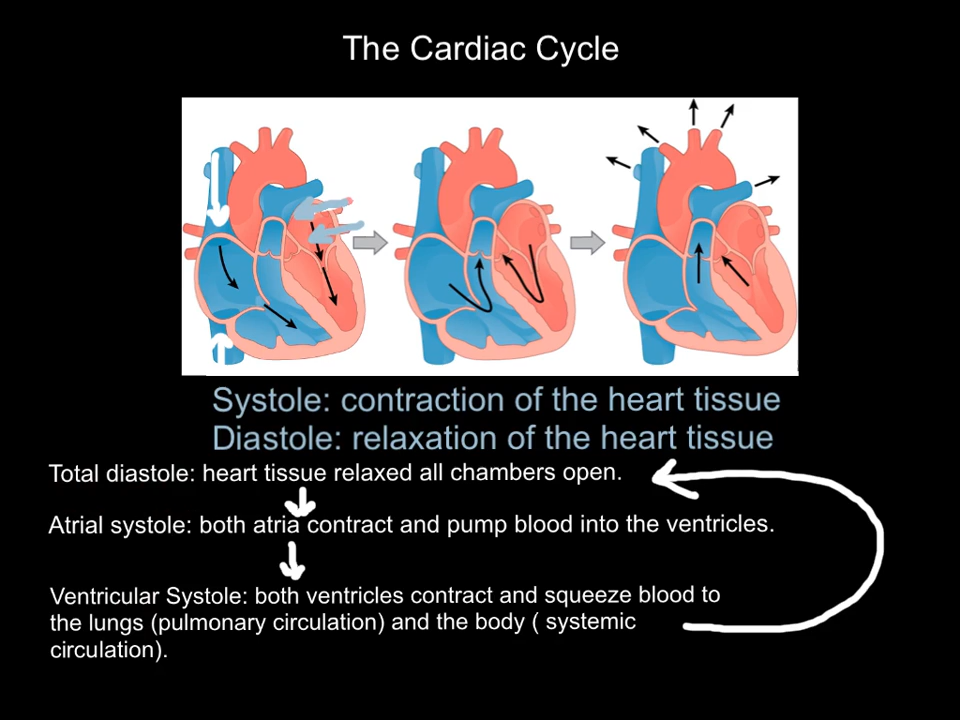 The Cardiac Cycle
Systole: contraction of the heart tissue
Diastole: relaxation of the heart tissue
Total diastole: heart tissue relaxed all chambers open.
Atrial systole: both atria contract and pump blood into the ventricles.
Ventricular Systole: both ventricles contract and squeeze blood to
the lungs (pulmonary circulation) and the body ( systemic
circulation).